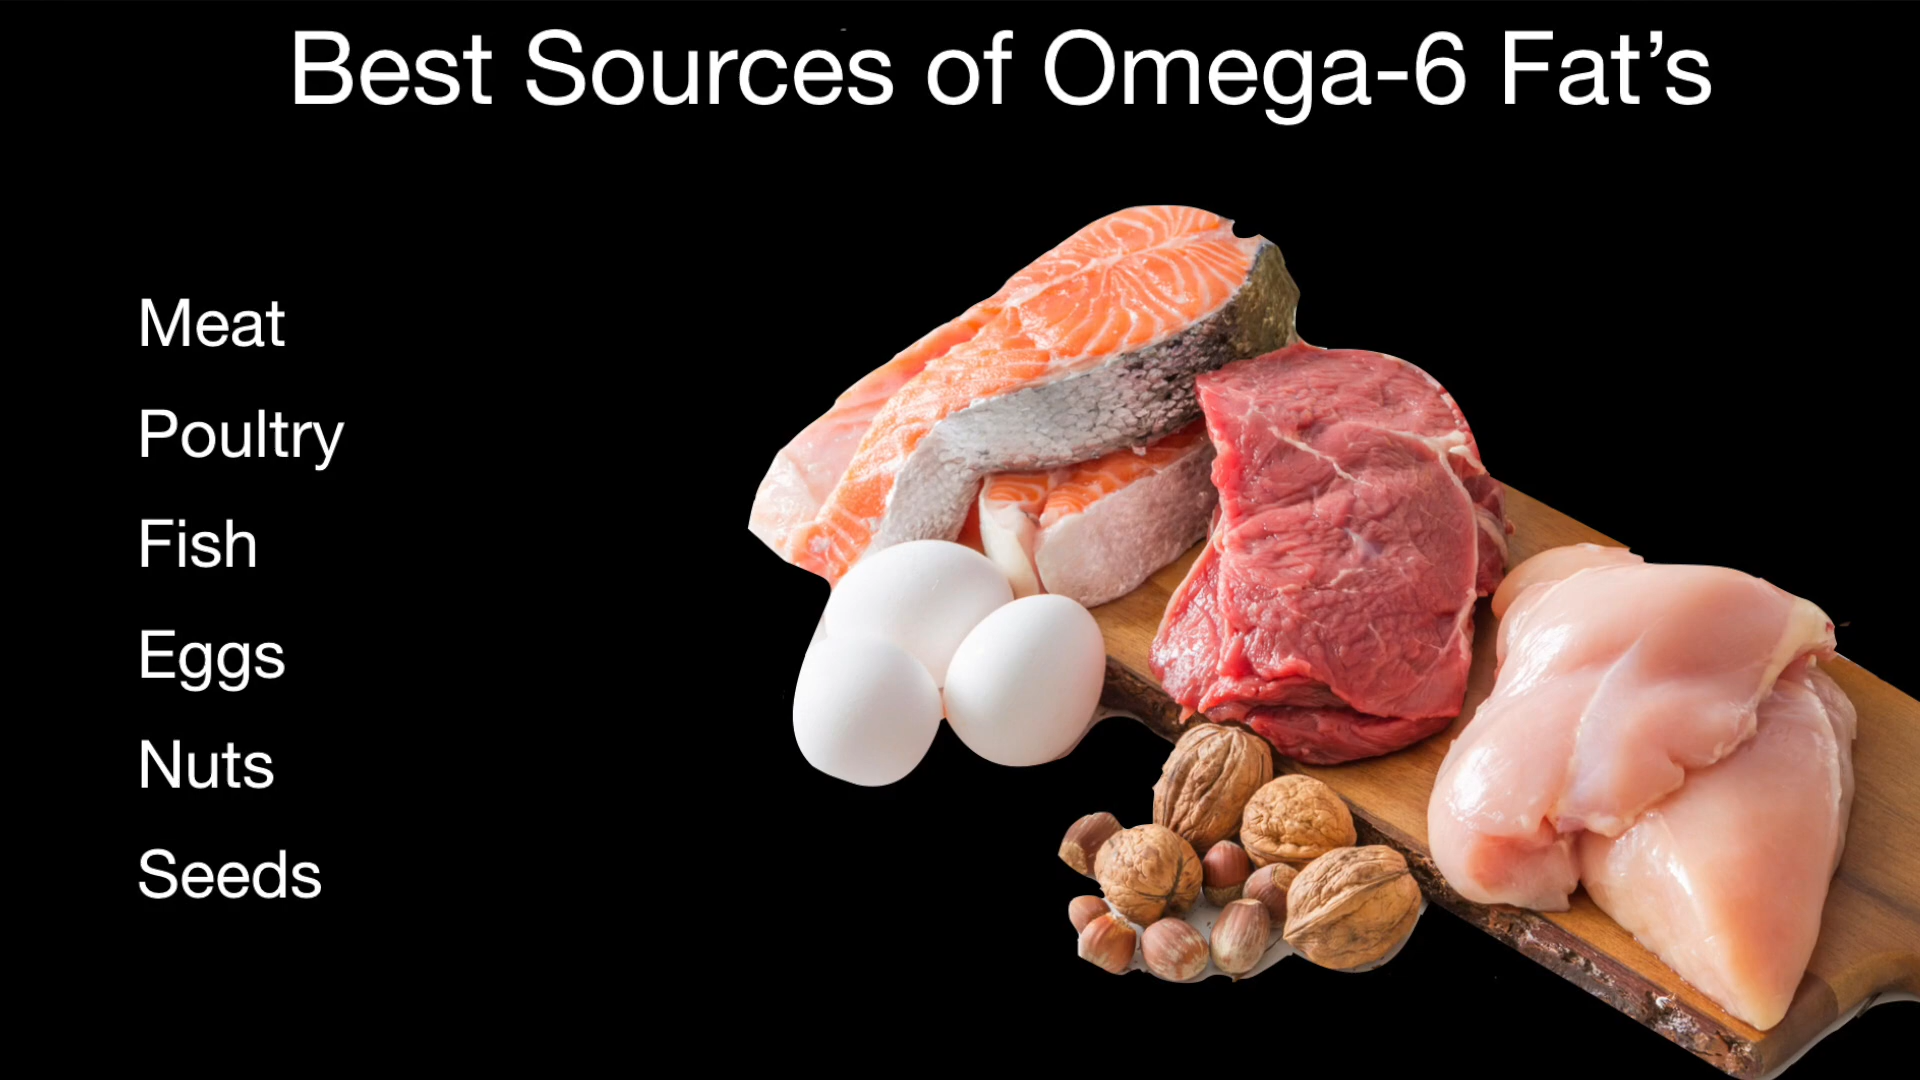 Best Sources of Omega-6 Fat’s
Meat
Poultry
Fish
Eggs
Nuts
Seeds